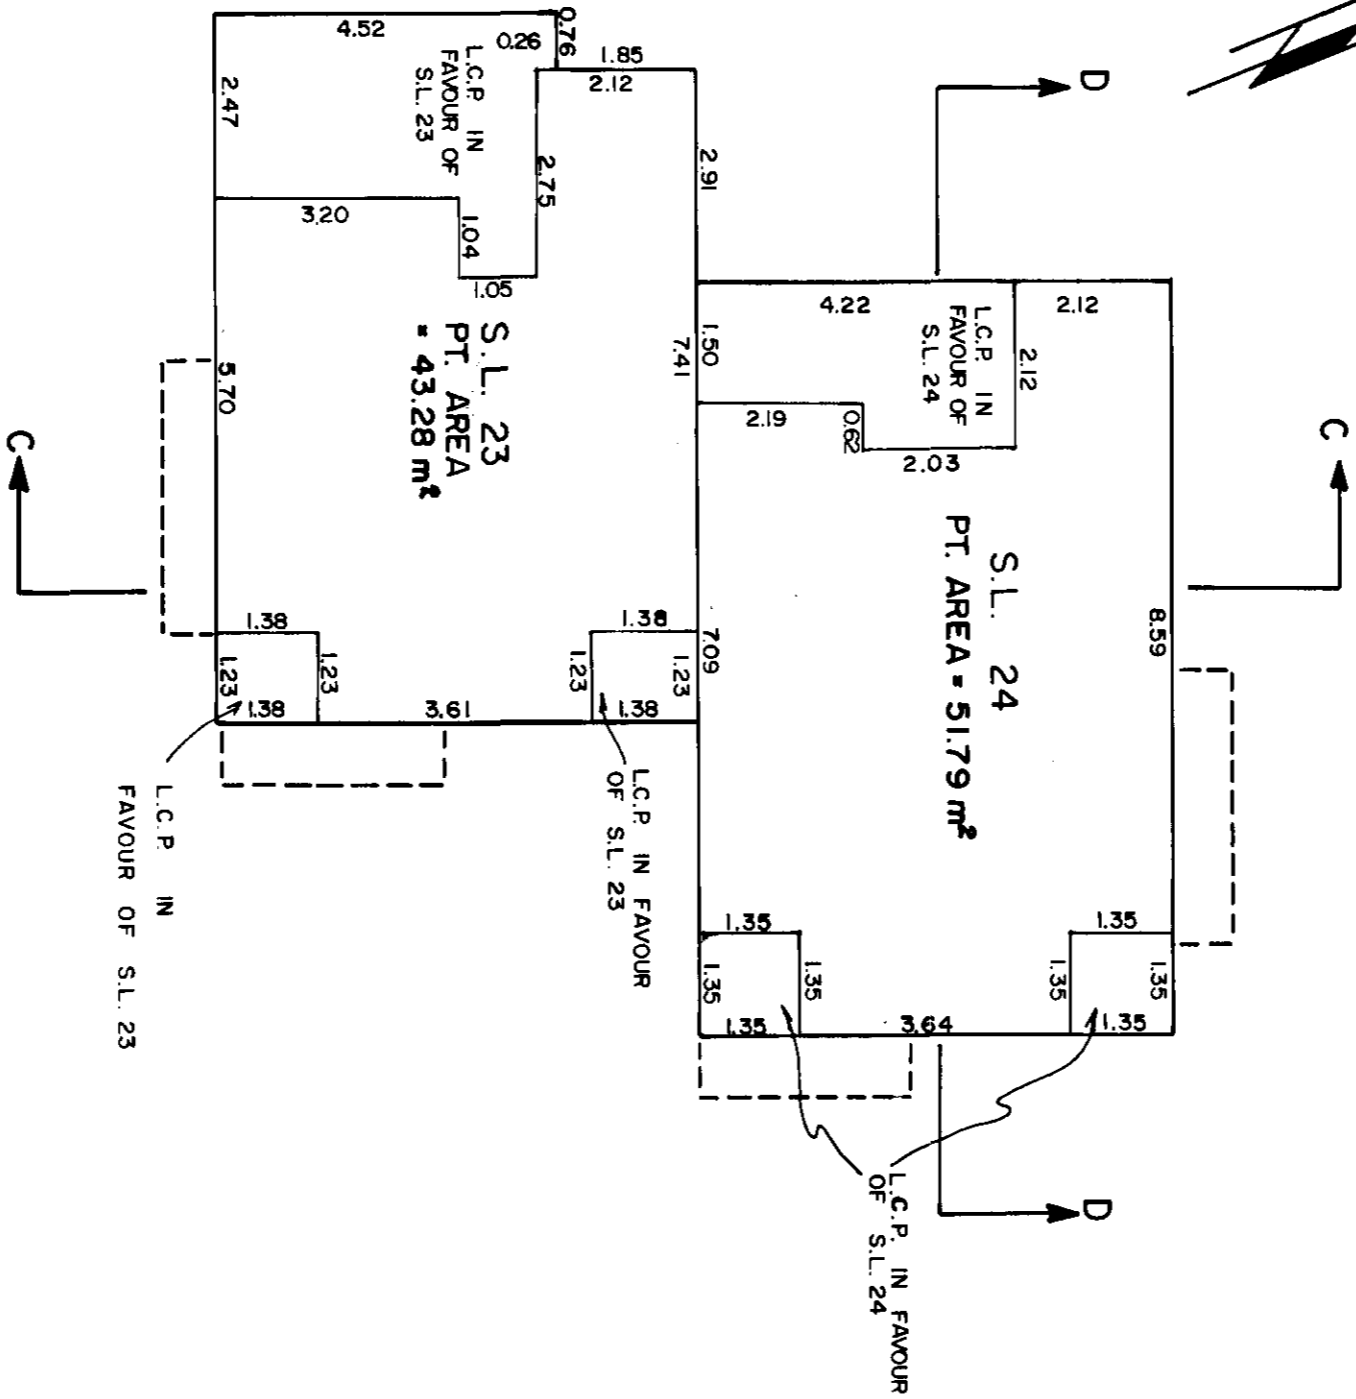 4.52
0.26
0.76
1.85
2.12
L.C.P. IN
FAVOUR OF
S.L. 23
2.47
2.75
2.91
3.20
1.04
1.05
D
4.22
2.12
L.C.P. IN
FAVOUR OF
S.L. 24
2.12
1.50
7.41
2.19
0.62
2.03
S.L. 23
PT. AREA
= 43.28 m²
5.70
C
C
S.L. 24
PT. AREA = 51.79 m²
8.59
7.09
1.38
1.23
1.23
1.38
3.61
1.38
1.23
1.23
1.38
L.C.P. IN
FAVOUR OF S.L. 23
L.C.P. IN FAVOUR
OF S.L. 23
1.35
1.35
1.35
1.35
3.64
1.35
1.35
1.35
1.35
D
L.C.P. IN FAVOUR
OF S.L. 24